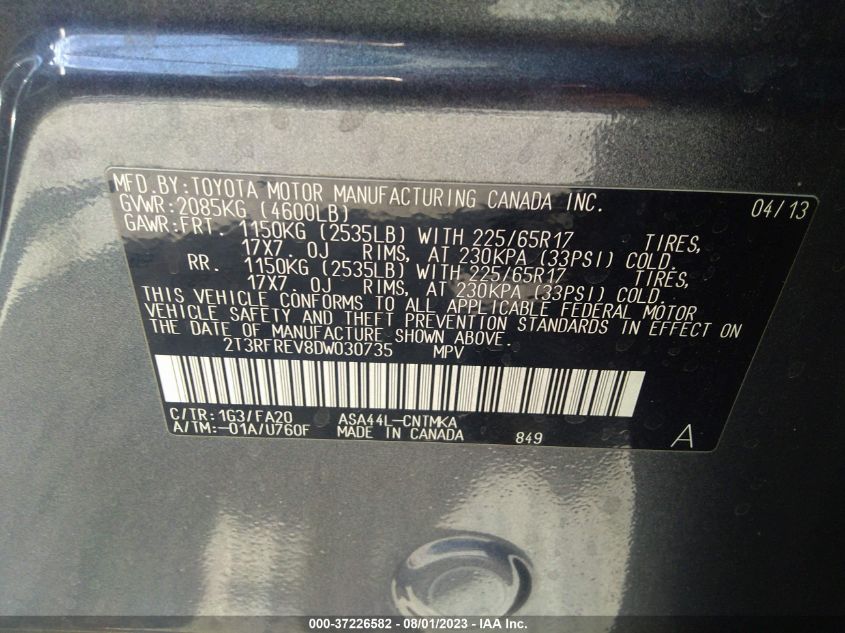 MFD.BY:TOYOTA MOTOR MANUFACTURING CANADA INC. 04/13
GVWR:2085KG (4600LB)
GAWR:FRT. 1150KG (2535LB) WITH 225/65R17 TIRES,
17X7.0J RIMS, AT 230KPA (33PSI) COLD.
RR. 1150KG (2535LB) WITH 225/65R17 TIRES,
17X7.0J RIMS, AT 230KPA (33PSI) COLD.
THIS VEHICLE CONFORMS TO ALL APPLICABLE FEDERAL MOTOR
VEHICLE SAFETY AND THEFT PREVENTION STANDARDS IN EFFECT ON
THE DATE OF MANUFACTURE SHOWN ABOVE.
2T3RFREV8DW030735 MPV
C/TR:1G3/FA20 ASA44L-CNTMKA
A/TM:-01A/U760F MADE IN CANADA 849 A
000-37226582 - 08/01/2023 - IAA Inc.